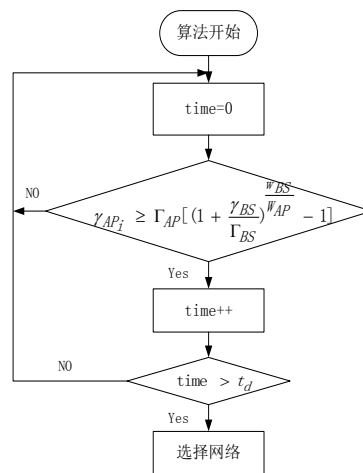 算法开始
time=0
NO
γ_{AP_i} ≥ Γ_{AP}[(1 + γ_{BS}/Γ_{BS})^{W_{BS}/W_{AP}} - 1]
Yes
time++
NO
time > t_d
Yes
选择网络